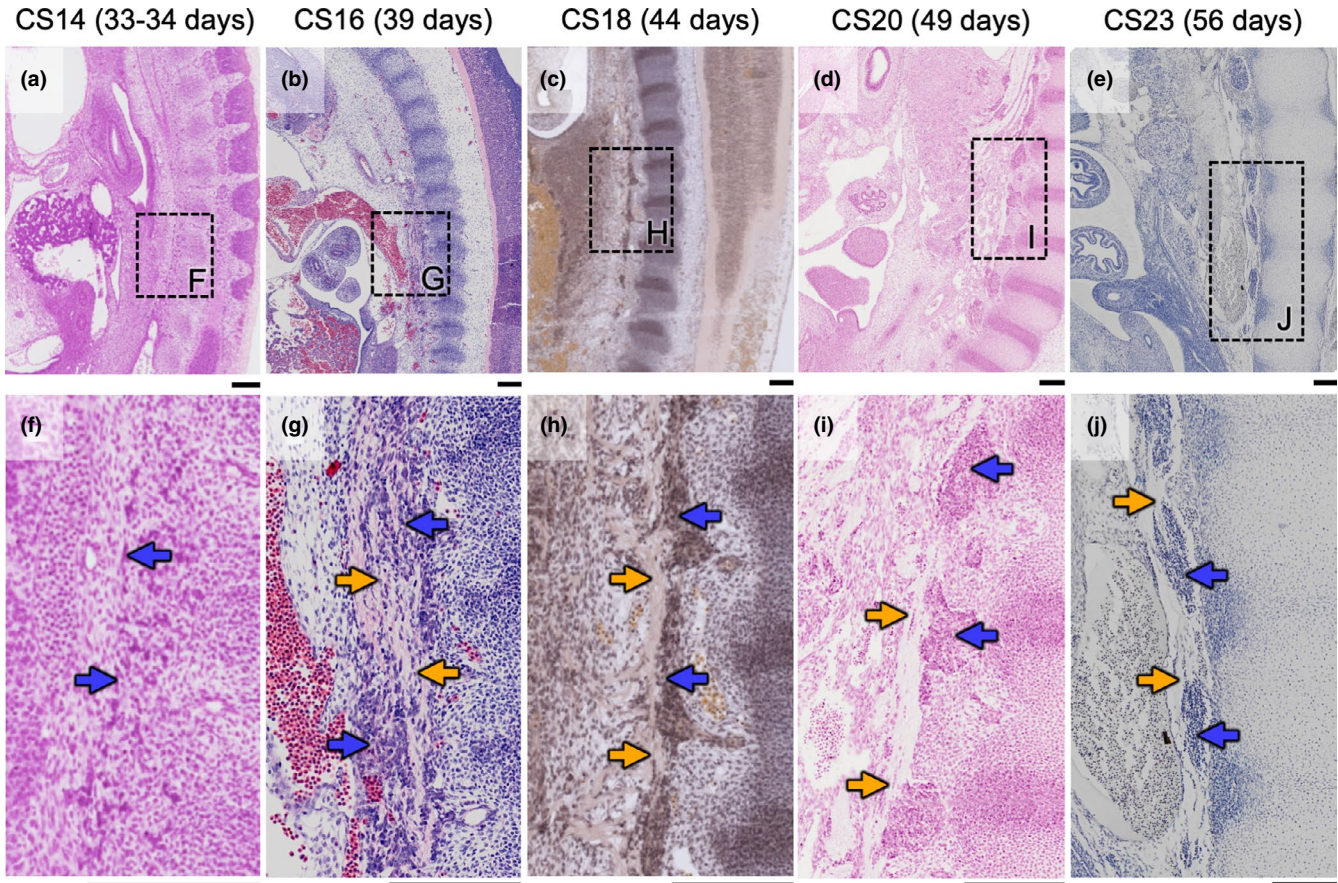 CS14 (33-34 days) CS16 (39 days) CS18 (44 days) CS20 (49 days) CS23 (56 days)
(a) (b) (c) (d) (e)
F G H I J
(f) (g) (h) (i) (j)